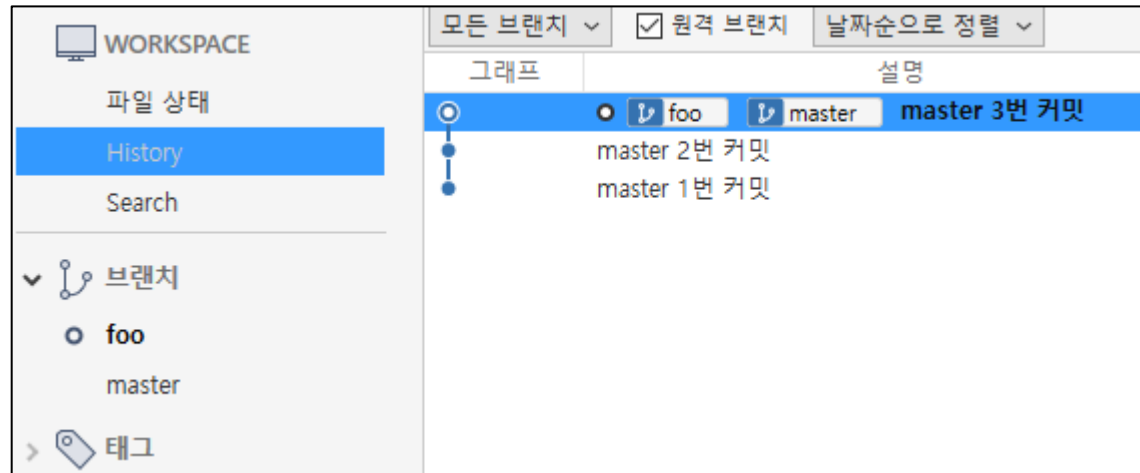 WORKSPACE
파일 상태
History
Search
브랜치
foo
master
태그
모든 브랜치 원격 브랜치 날짜순으로 정렬
그래프 설명
foo master master 3번 커밋
master 2번 커밋
master 1번 커밋